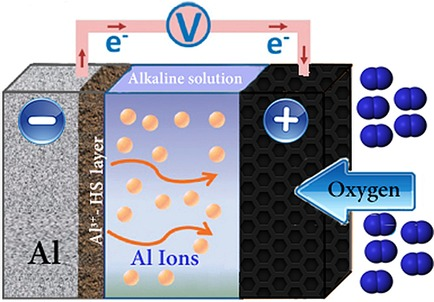 V
e⁻
e⁻
Alkaline solution
−
+
Al³⁺- HS layer
Oxygen
Al
Al Ions